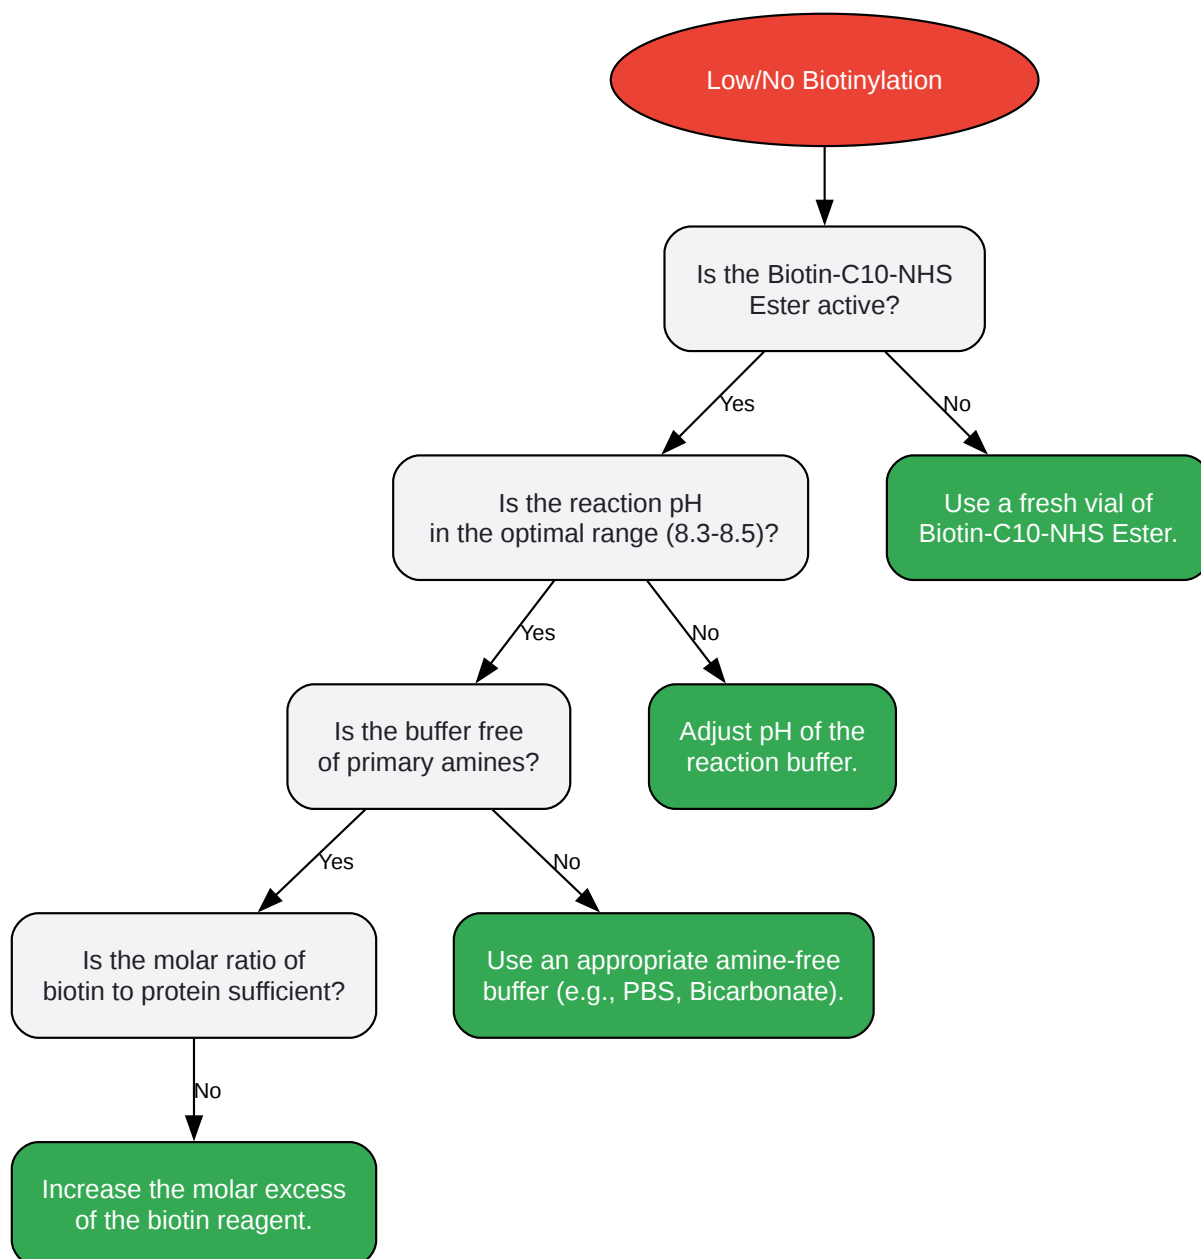 Low/No Biotinylation
Is the Biotin-C10-NHS
Ester active?
Yes
No
Is the reaction pH
in the optimal range (8.3-8.5)?
Use a fresh vial of
Biotin-C10-NHS Ester.
Yes
No
Is the buffer free
of primary amines?
Adjust pH of the
reaction buffer.
Yes
No
Is the molar ratio of
biotin to protein sufficient?
Use an appropriate amine-free
buffer (e.g., PBS, Bicarbonate).
No
Increase the molar excess
of the biotin reagent.